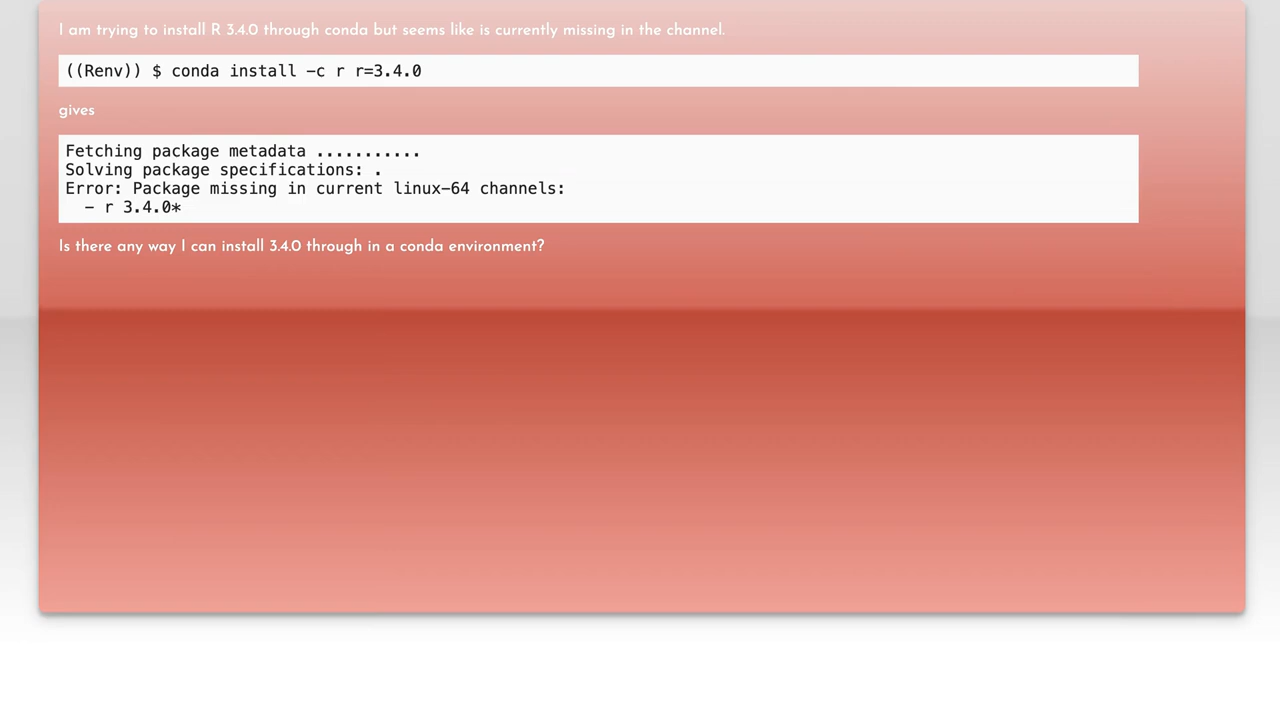 I am trying to install R 3.4.0 through conda but seems like is currently missing in the channel.
((Renv)) $ conda install -c r r=3.4.0
gives
Fetching package metadata ...........
Solving package specifications: .
Error: Package missing in current linux-64 channels:
  - r 3.4.0*
Is there any way I can install 3.4.0 through in a conda environment?